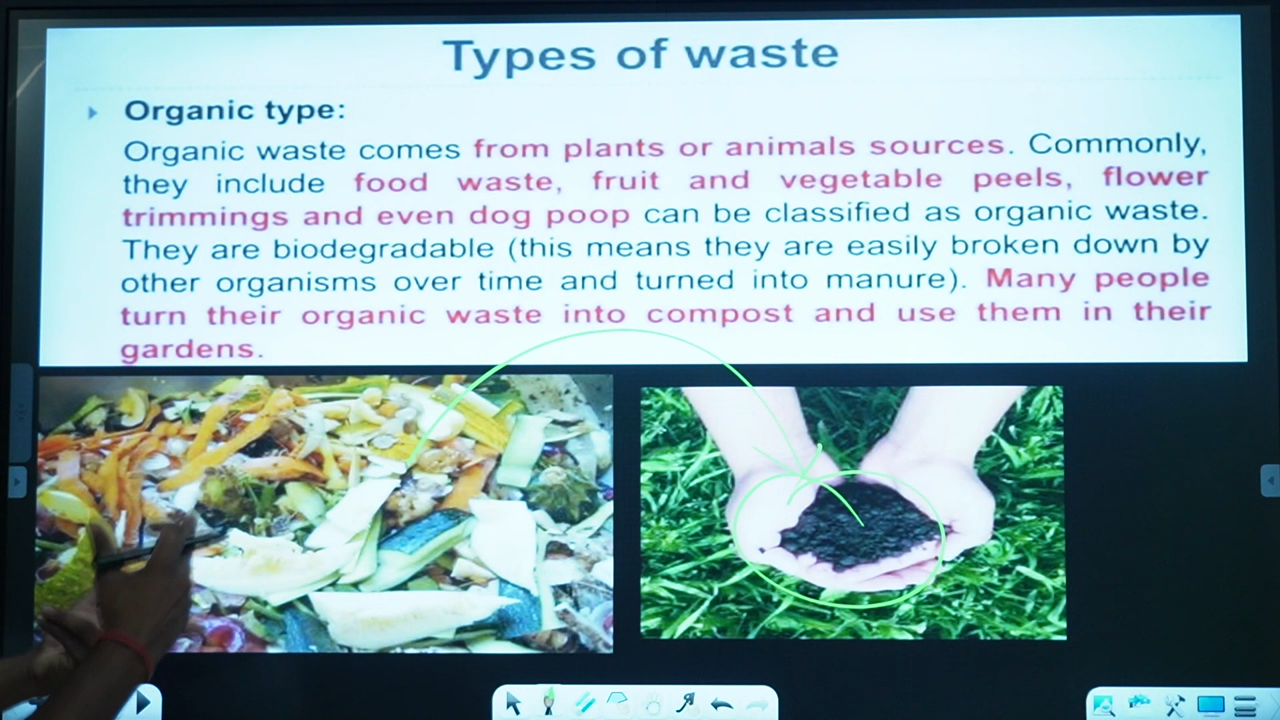 Types of waste
Organic type:
Organic waste comes from plants or animals sources. Commonly,
they include food waste, fruit and vegetable peels, flower
trimmings and even dog poop can be classified as organic waste.
They are biodegradable (this means they are easily broken down by
other organisms over time and turned into manure). Many people
turn their organic waste into compost and use them in their
gardens.